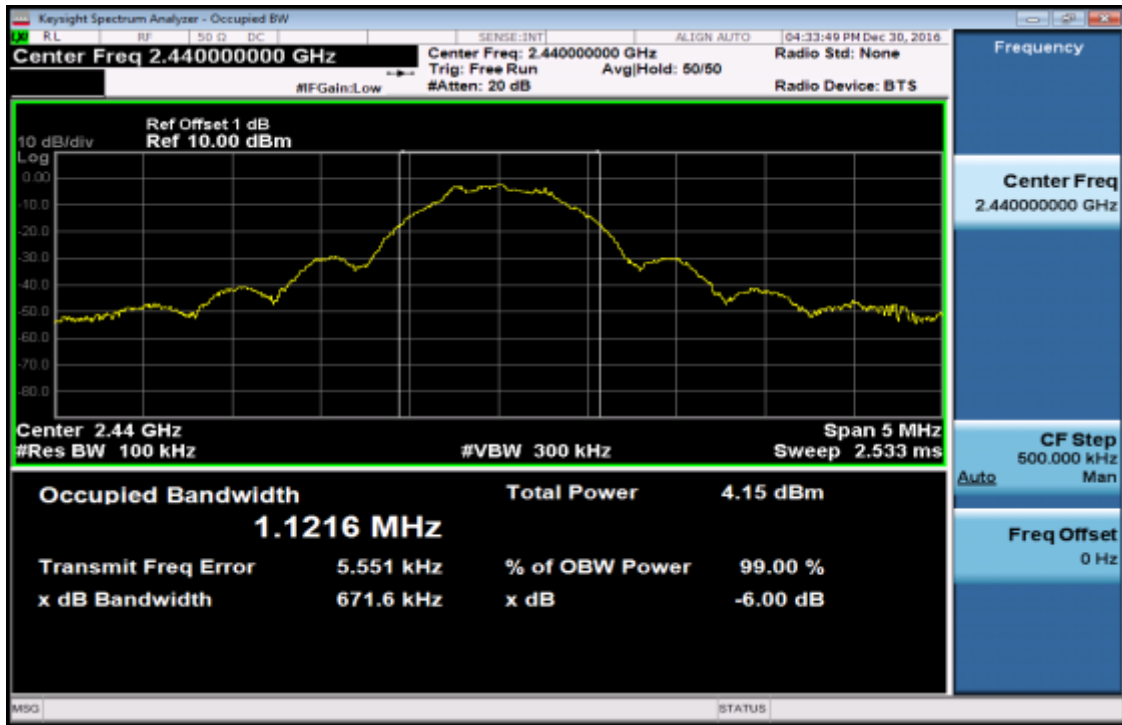 Keysight Spectrum Analyzer - Occupied BW
RL RF 50 Ω DC SENSE:INT ALIGN AUTO 04:33:49 PM Dec 30, 2016
Center Freq 2.440000000 GHz
Center Freq: 2.440000000 GHz Radio Std: None
Trig: Free Run Avg|Hold: 50/50
#IFGain:Low #Atten: 20 dB Radio Device: BTS
Frequency
Ref Offset 1 dB
10 dB/div Ref 10.00 dBm
Log
0.00
-10.0
-20.0
-30.0
-40.0
-50.0
-60.0
-70.0
-80.0
Center 2.44 GHz Span 5 MHz
#Res BW 100 kHz #VBW 300 kHz Sweep 2.533 ms
Center Freq
2.440000000 GHz
CF Step
500.000 kHz
Auto Man
Freq Offset
0 Hz
Occupied Bandwidth Total Power 4.15 dBm
1.1216 MHz
Transmit Freq Error 5.551 kHz % of OBW Power 99.00 %
x dB Bandwidth 671.6 kHz x dB -6.00 dB
MSG STATUS